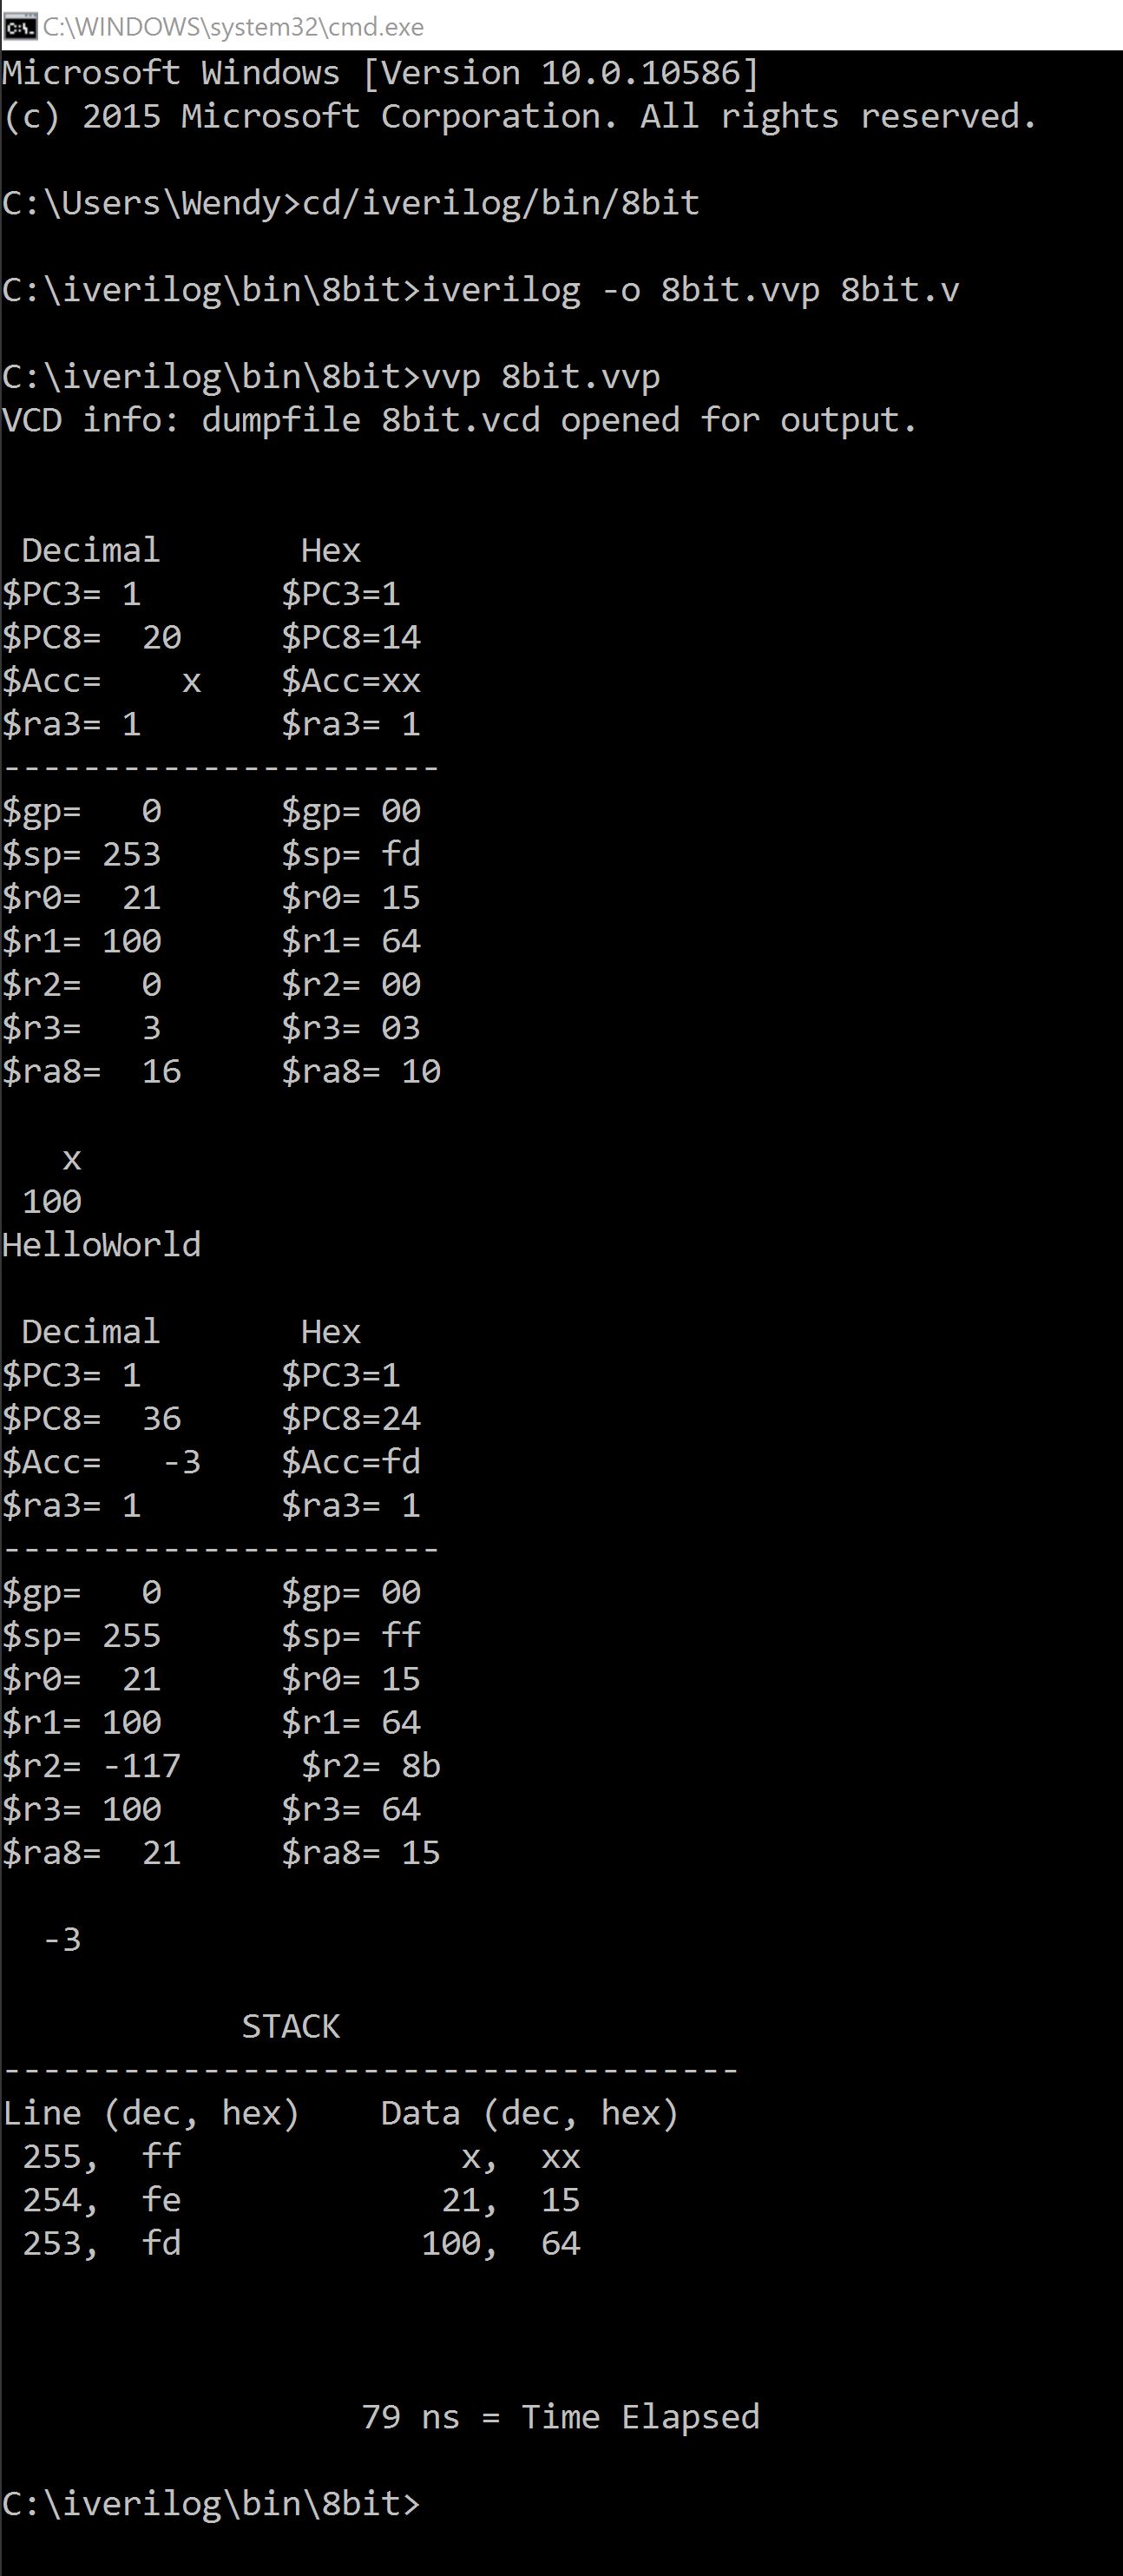 C:\WINDOWS\system32\cmd.exe
Microsoft Windows [Version 10.0.10586]
(c) 2015 Microsoft Corporation. All rights reserved.
C:\Users\Wendy>cd/iverilog/bin/8bit
C:\iverilog\bin\8bit>iverilog -o 8bit.vvp 8bit.v
C:\iverilog\bin\8bit>vvp 8bit.vvp
VCD info: dumpfile 8bit.vcd opened for output.
 Decimal       Hex
$PC3= 1       $PC3=1
$PC8=  20     $PC8=14
$Acc=    x    $Acc=xx
$ra3= 1       $ra3= 1
----------------------
$gp=   0      $gp= 00
$sp= 253      $sp= fd
$r0=  21      $r0= 15
$r1= 100      $r1= 64
$r2=   0      $r2= 00
$r3=   3      $r3= 03
$ra8=  16     $ra8= 10
   x
 100
HelloWorld
 Decimal       Hex
$PC3= 1       $PC3=1
$PC8=  36     $PC8=24
$Acc=   -3    $Acc=fd
$ra3= 1       $ra3= 1
----------------------
$gp=   0      $gp= 00
$sp= 255      $sp= ff
$r0=  21      $r0= 15
$r1= 100      $r1= 64
$r2= -117      $r2= 8b
$r3= 100      $r3= 64
$ra8=  21     $ra8= 15
  -3
            STACK
-------------------------------------
Line (dec, hex)    Data (dec, hex)
 255,  ff              x,  xx
 254,  fe             21,  15
 253,  fd            100,  64
                  79 ns = Time Elapsed
C:\iverilog\bin\8bit>